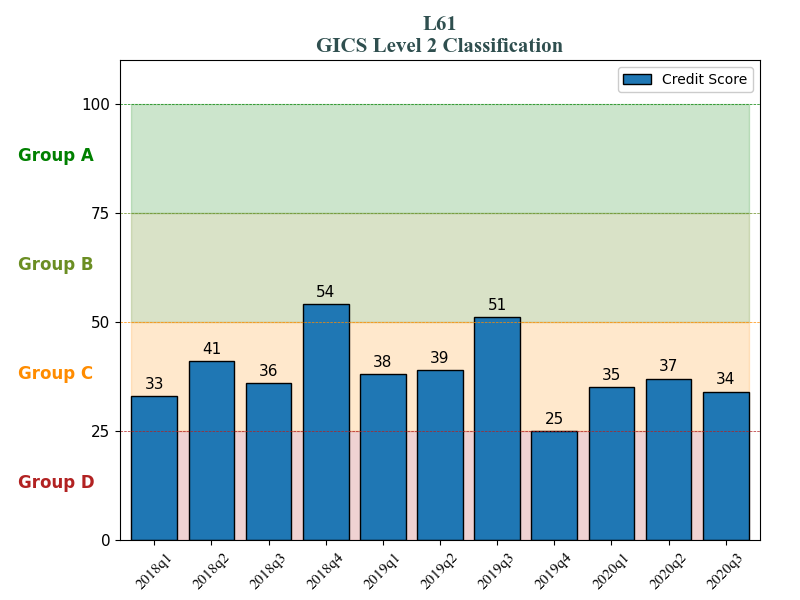 L61
GICS Level 2 Classification
Credit Score
100
Group A
75
Group B
50
Group C
25
Group D
0
33
41
36
54
38
39
51
25
35
37
34
2018q1
2018q2
2018q3
2018q4
2019q1
2019q2
2019q3
2019q4
2020q1
2020q2
2020q3